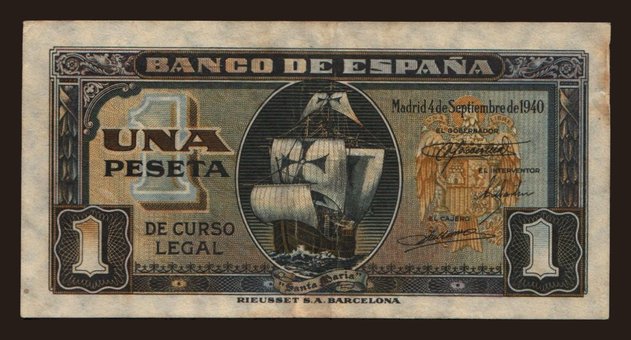 BANCO DE ESPAÑA
Madrid 4 de Septiembre de 1940
EL GOBERNADOR
1
UNA
PESETA
EL INTERVENTOR
EL CAJERO
DE CURSO
LEGAL
1
1
"Santa Maria"
RIEUSSET S.A. BARCELONA